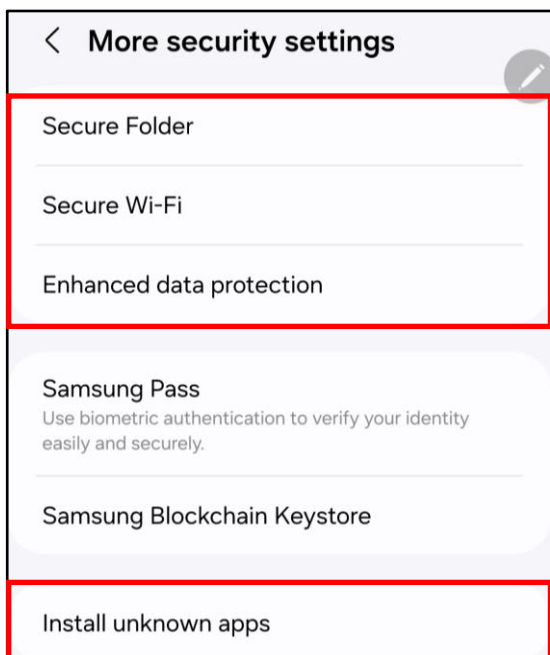 More security settings
Secure Folder
Secure Wi-Fi
Enhanced data protection
Samsung Pass
Use biometric authentication to verify your identity
easily and securely.
Samsung Blockchain Keystore
Install unknown apps